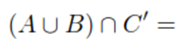 (A ∪ B) ∩ C′ =